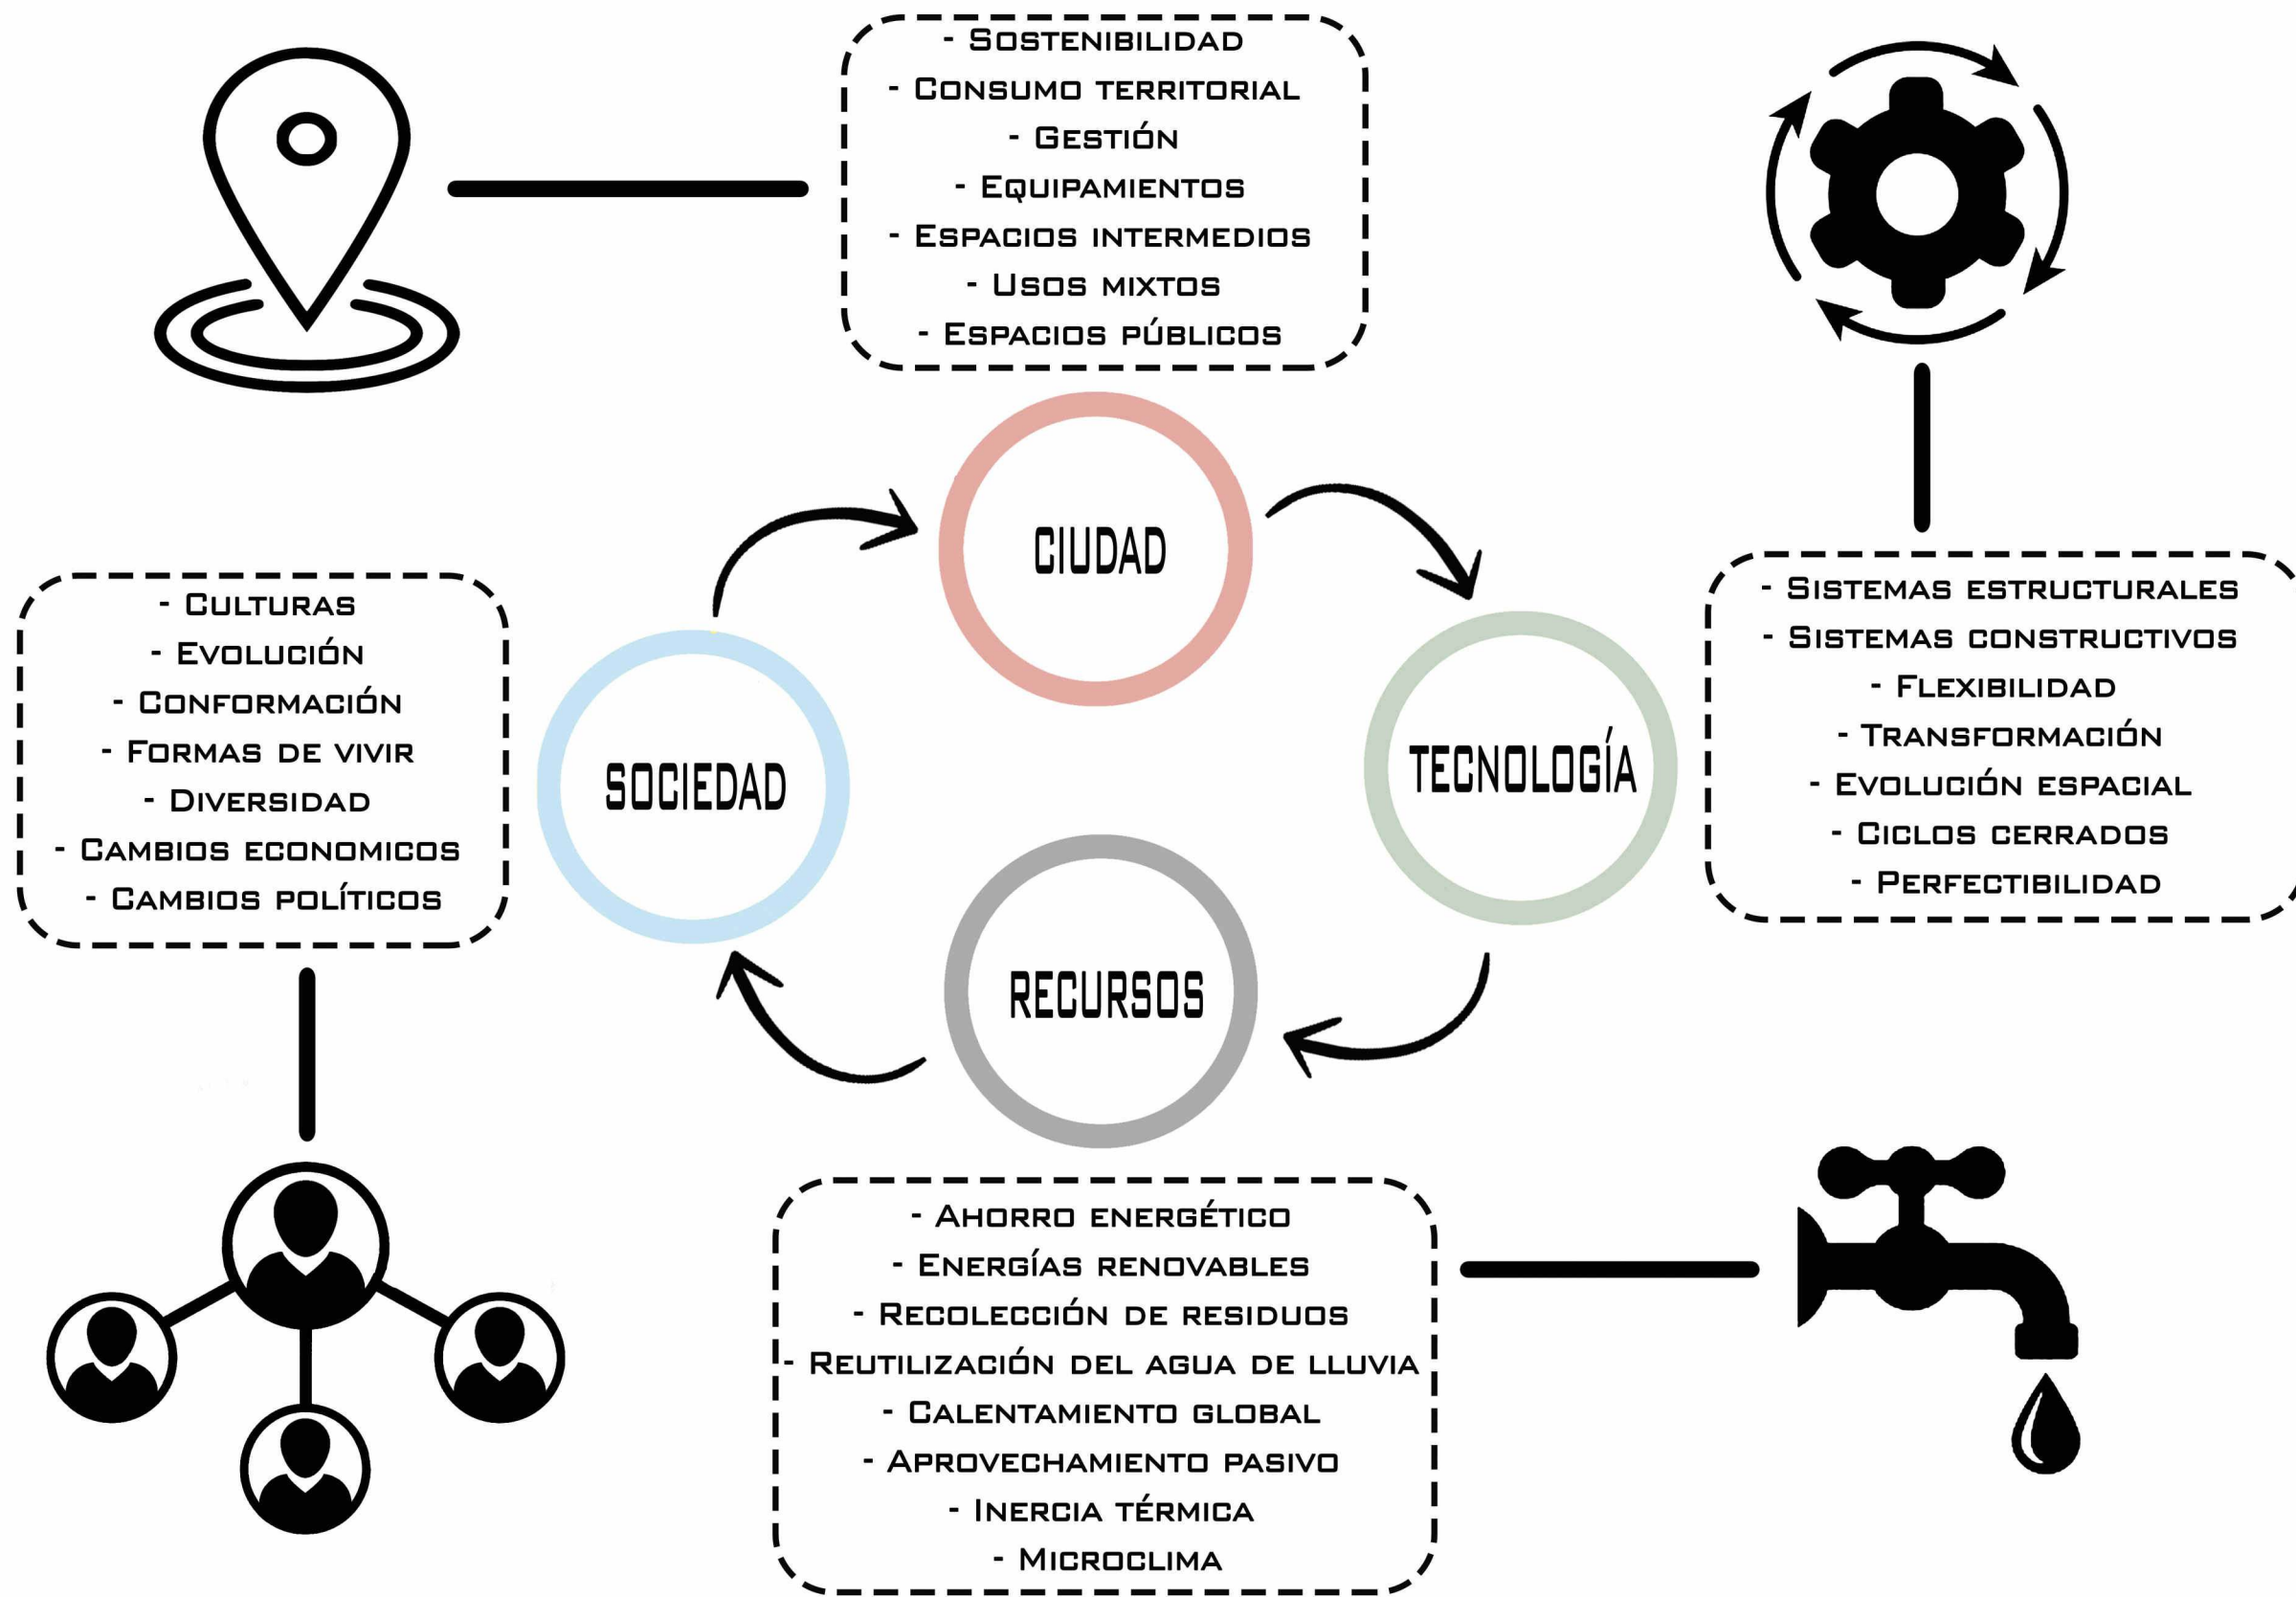 - Sostenibilidad
- Consumo territorial
- Gestión
- Equipamientos
- Espacios intermedios
- Usos mixtos
- Espacios públicos
CIUDAD
- Culturas
- Evolución
- Conformación
- Formas de vivir
- Diversidad
- Cambios economicos
- Cambios políticos
SOCIEDAD
TECNOLOGÍA
- Sistemas estructurales
- Sistemas constructivos
- Flexibilidad
- Transformación
- Evolución espacial
- Ciclos cerrados
- Perfectibilidad
RECURSOS
- Ahorro energético
- Energías renovables
- Recolección de residuos
- Reutilización del agua de lluvia
- Calentamiento global
- Aprovechamiento pasivo
- Inercia térmica
- Microclima